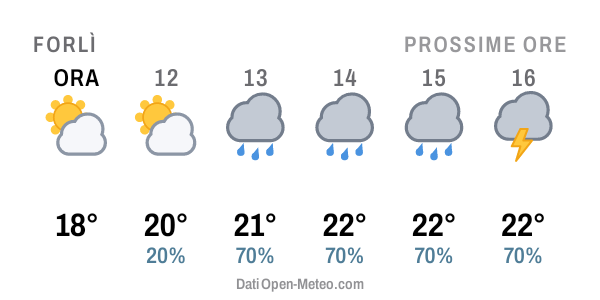 FORLÌ PROSSIME ORE
ORA 12 13 14 15 16
18° 20° 21° 22° 22° 22°
20% 70% 70% 70% 70%
Dati Open-Meteo.com